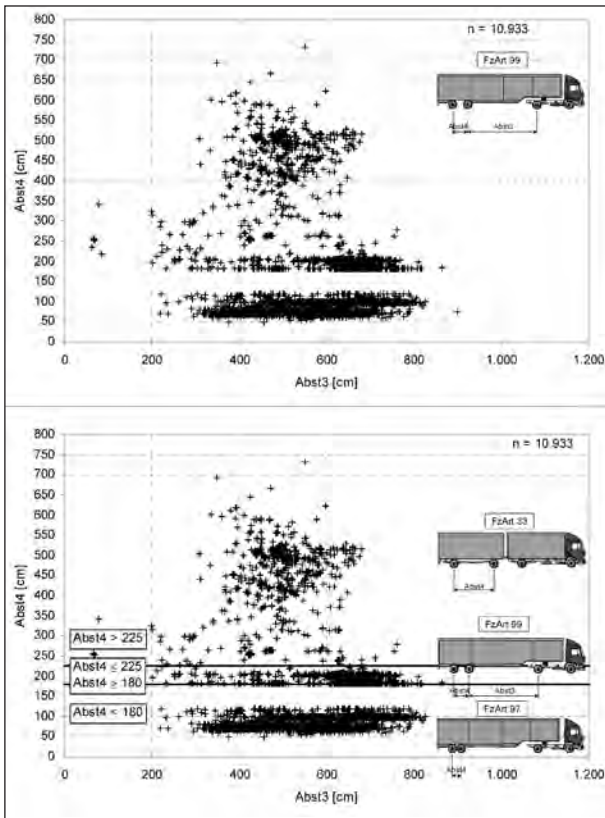 n = 10.933
FzArt 99
Abst4 [cm]
800
750
700
650
600
550
500
450
400
350
300
250
200
150
100
50
0
Abst4
Abst3
0
200
400
600
800
1.000
1.200
Abst3 [cm]
n = 10.933
FzArt 33
Abst4
FzArt 99
Abst4
Abst3
FzArt 97
Abst4
Abst4 [cm]
800
750
700
650
600
550
500
450
400
350
300
250
200
150
100
50
0
Abst4 > 225
Abst4 ≤ 225
Abst4 ≥ 180
Abst4 < 180
0
200
400
600
800
1.000
1.200
Abst3 [cm]